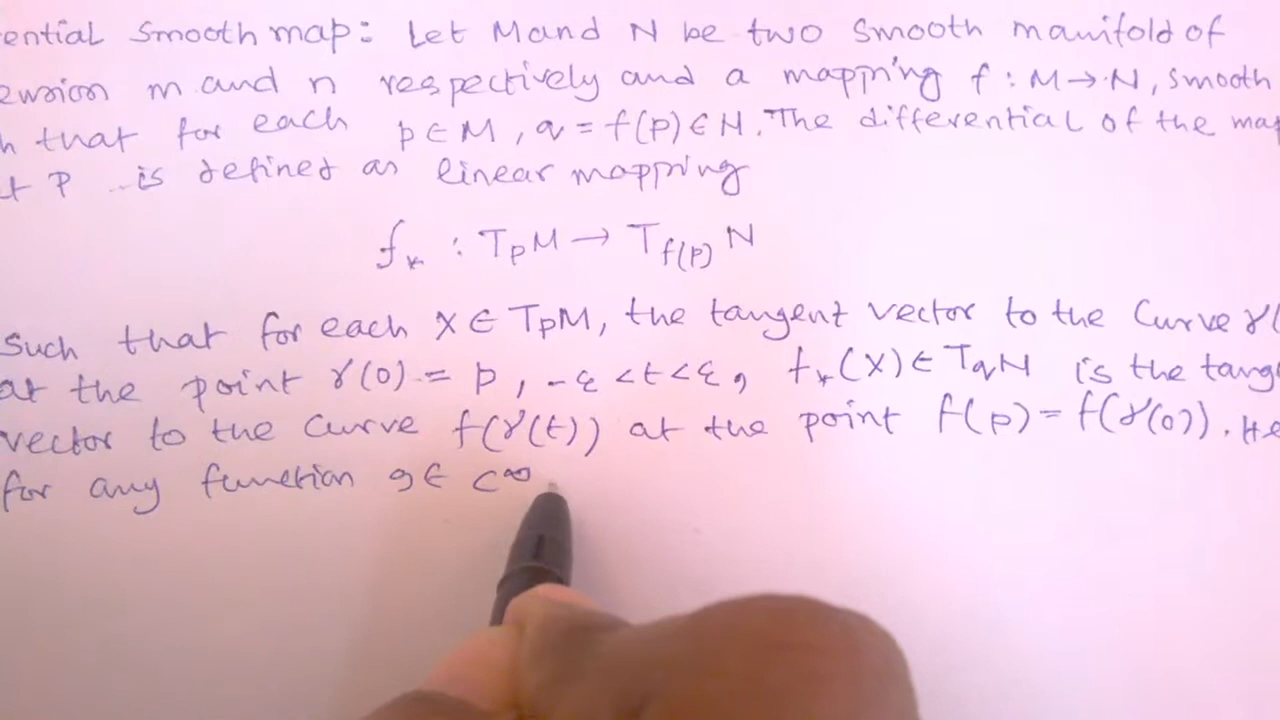 ential Smooth map: Let M and N be two smooth manifold of
ension m and n respectively and a mapping f : M → N, smooth
h that for each p ∈ M, q = f(p) ∈ N. The differential of the map
t P is defined as linear mapping
f* : TpM → Tf(p) N
Such that for each X ∈ TpM, the tangent vector to the Curve γ(
at the point γ(0) = p, -ε < t < ε, f*(X) ∈ TqN is the tang
vector to the curve f(γ(t)) at the point f(p) = f(γ(0)). He
for any function g ∈ C∞